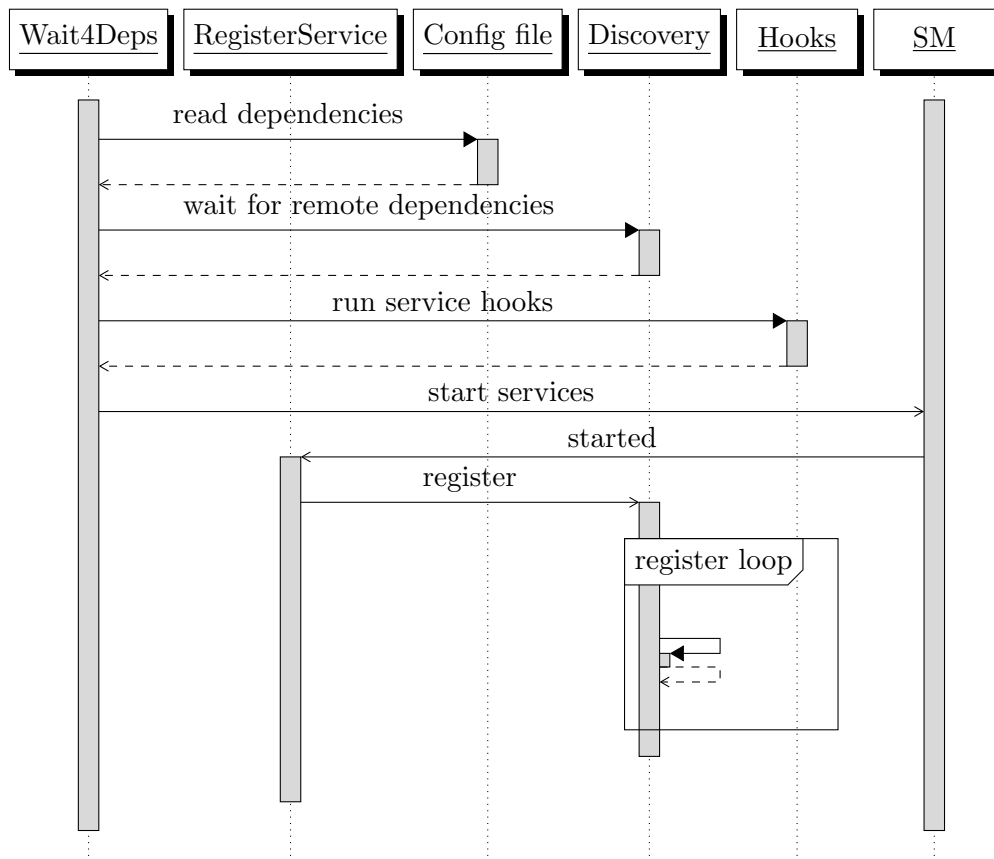 Wait4Deps RegisterService Config file Discovery Hooks SM
read dependencies
wait for remote dependencies
run service hooks
start services
started
register
register loop